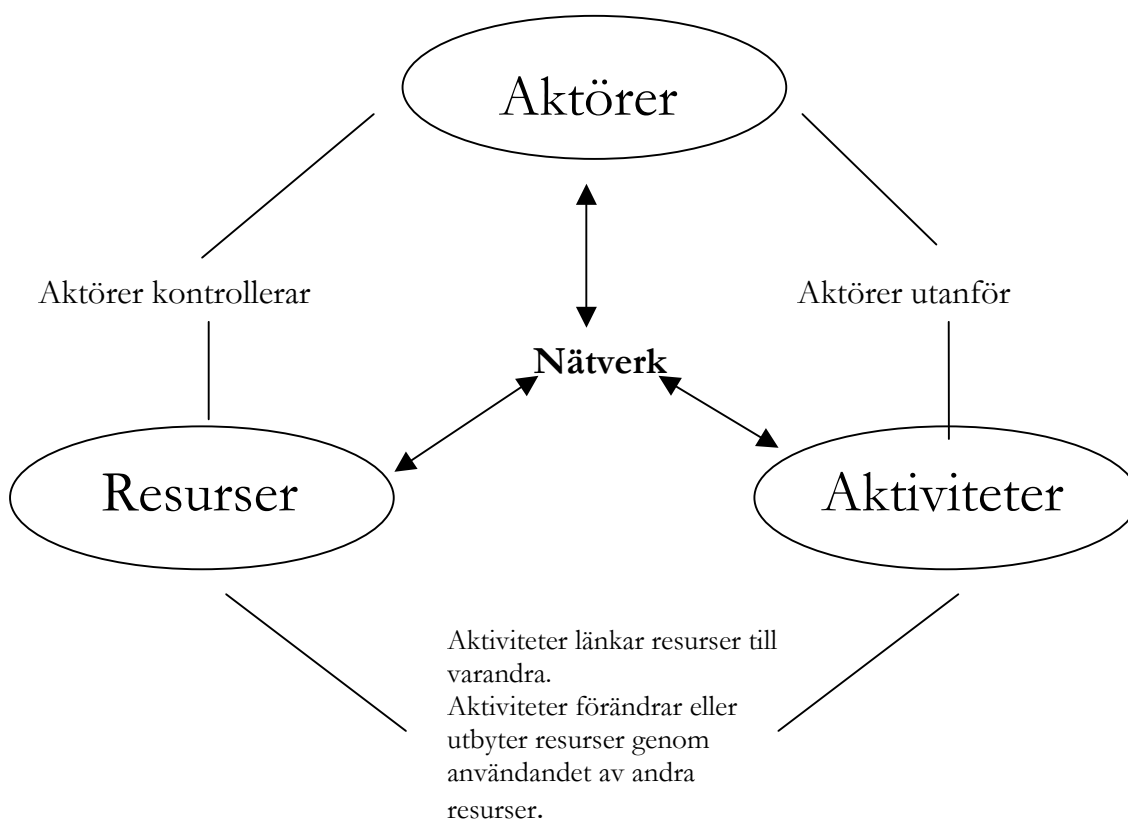 Aktörer
Aktörer kontrollerar
Aktörer utanför
Nätverk
Resurser
Aktiviteter
Aktiviteter länkar resurser till
varandra.
Aktiviteter förändrar eller
utbyter resurser genom
användandet av andra
resurser.